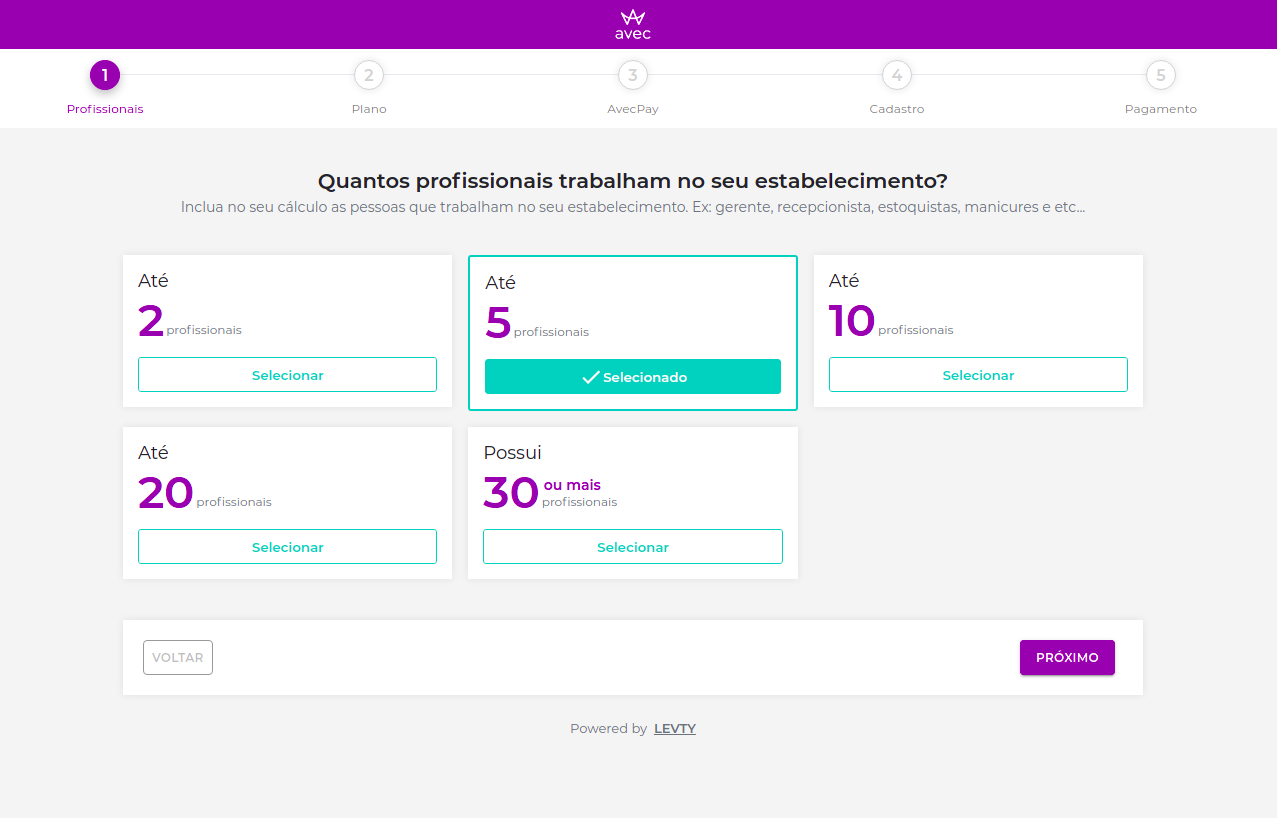 avec
1
2
3
4
5
Profissionais
Plano
AvecPay
Cadastro
Pagamento
Quantos profissionais trabalham no seu estabelecimento?
Inclua no seu cálculo as pessoas que trabalham no seu estabelecimento. Ex: gerente, recepcionista, estoquistas, manicures e etc...
Até
2 profissionais
Selecionar
Até
5 profissionais
Selecionado
Até
10 profissionais
Selecionar
Até
20 profissionais
Selecionar
Possui
30 ou mais
profissionais
Selecionar
VOLTAR
PRÓXIMO
Powered by LEVTY